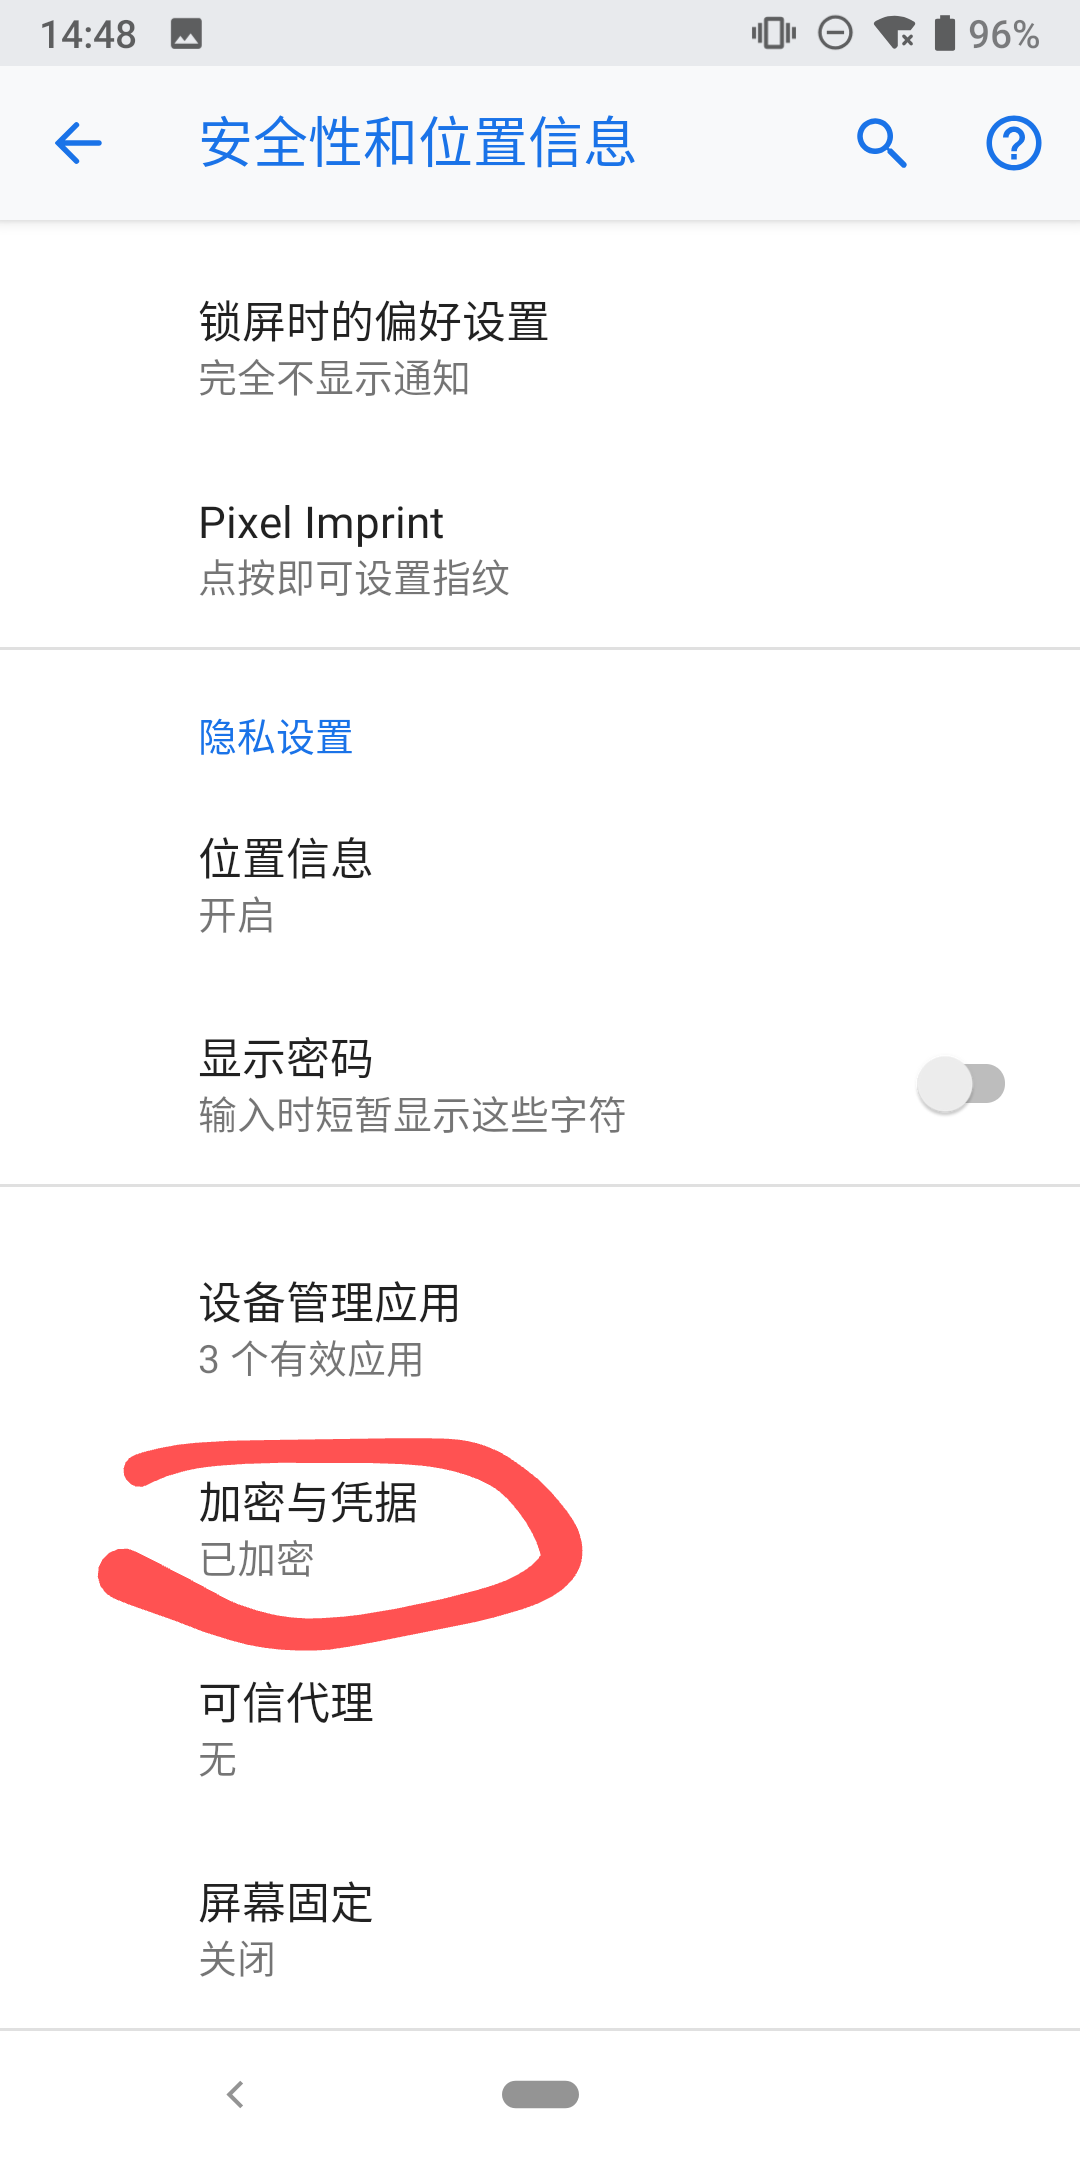 14:48 96%
安全性和位置信息
锁屏时的偏好设置
完全不显示通知
Pixel Imprint
点按即可设置指纹
隐私设置
位置信息
开启
显示密码
输入时短暂显示这些字符
设备管理应用
3 个有效应用
加密与凭据
已加密
可信代理
无
屏幕固定
关闭